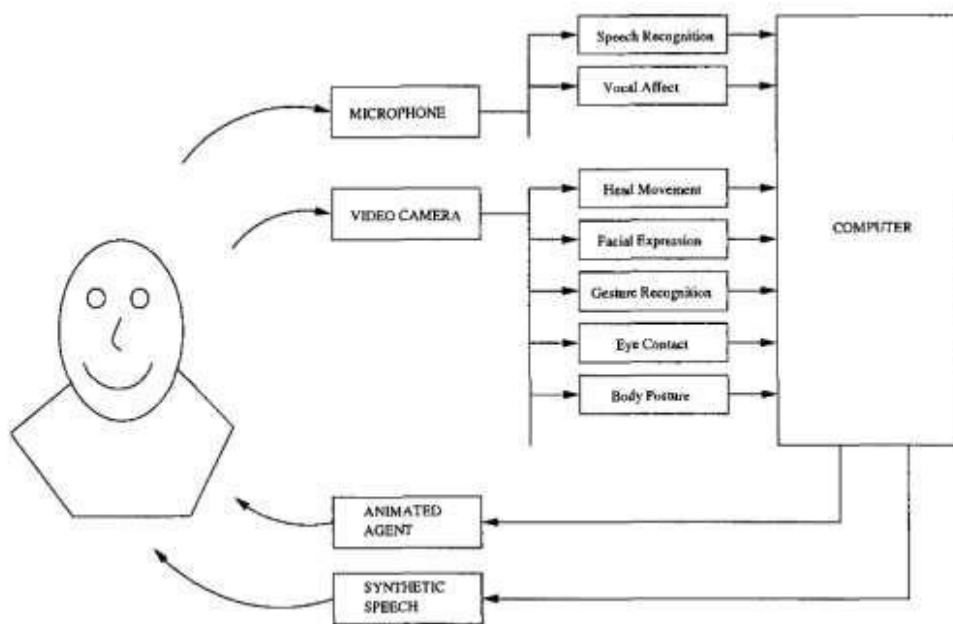 Speech Recognition
Vocal Affect
MICROPHONE
Head Movement
VIDEO CAMERA
Facial Expression
COMPUTER
Gesture Recognition
Eye Contact
Body Posture
ANIMATED
AGENT
SYNTHETIC
SPEECH